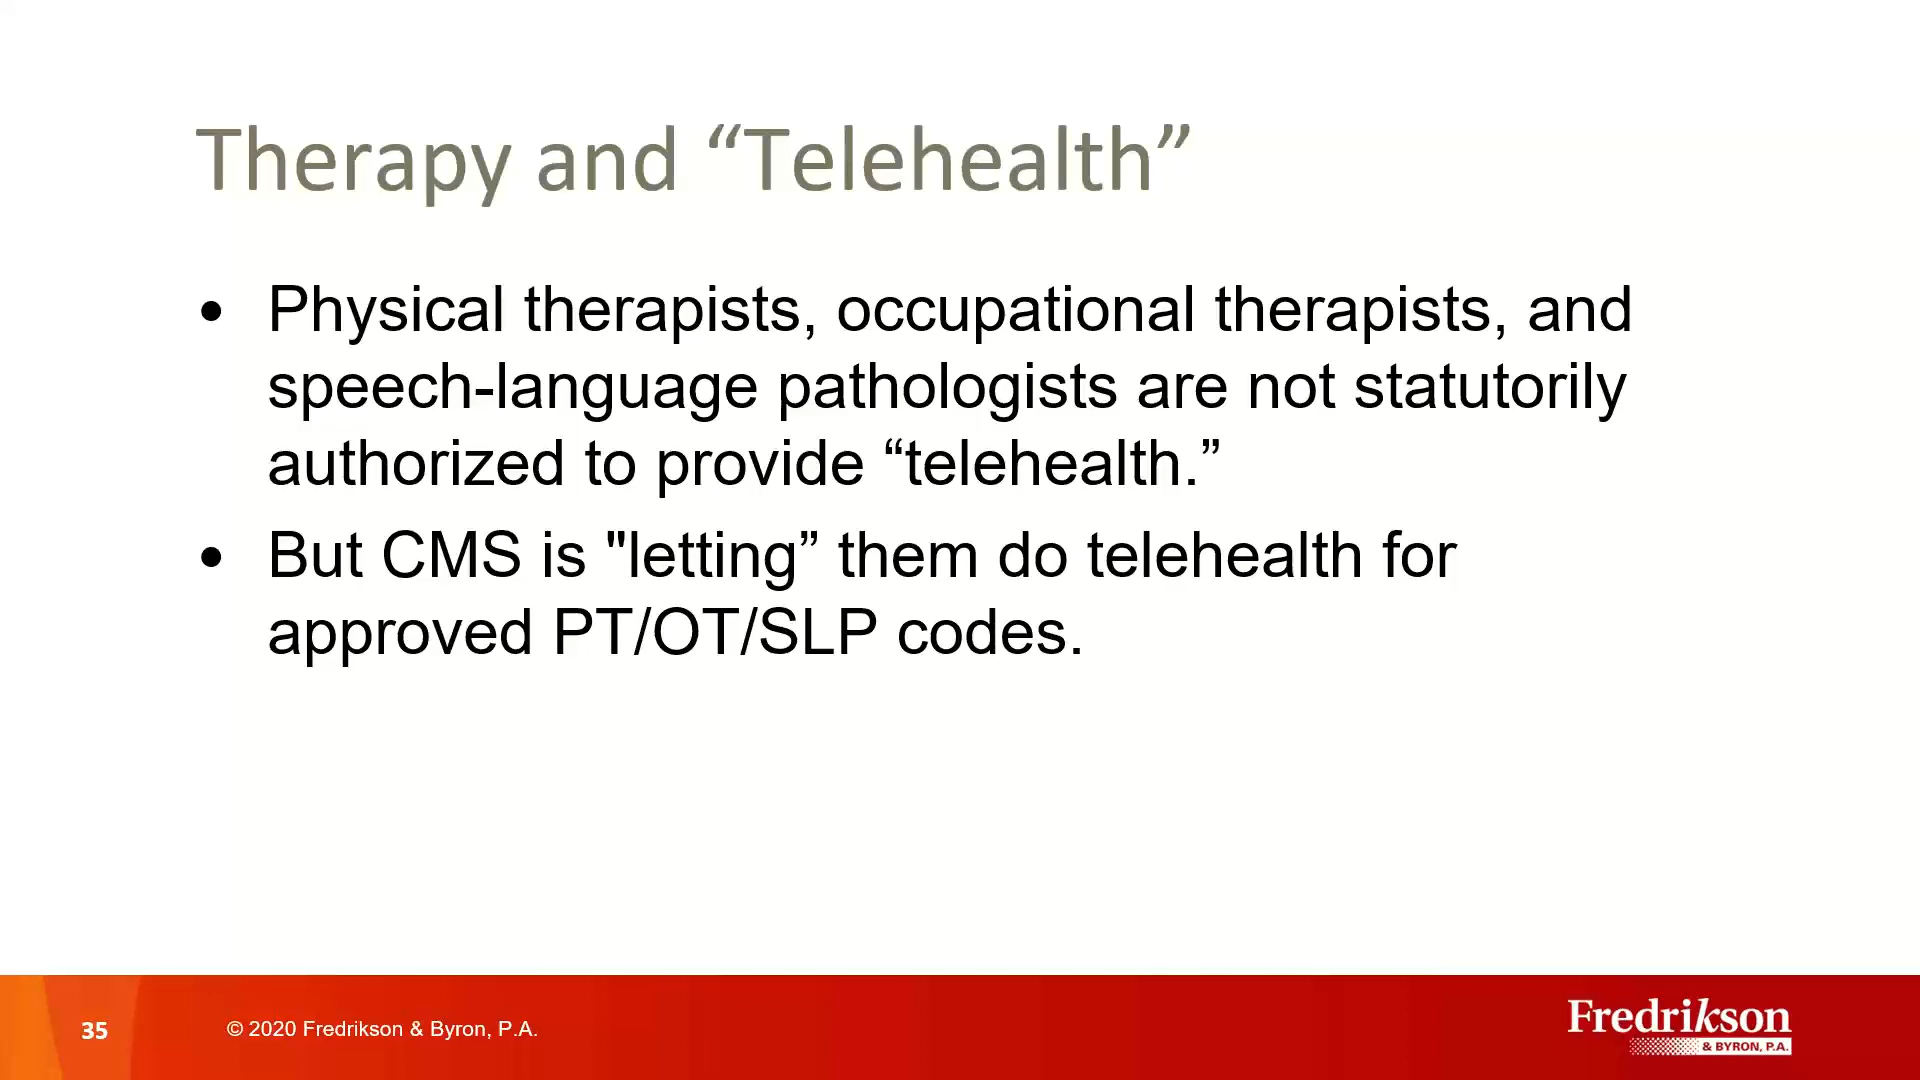 Therapy and “Telehealth”
• Physical therapists, occupational therapists, and
speech-language pathologists are not statutorily
authorized to provide “telehealth.”
• But CMS is "letting” them do telehealth for
approved PT/OT/SLP codes.
35
© 2020 Fredrikson & Byron, P.A.
Fredrikson
& BYRON, P.A.